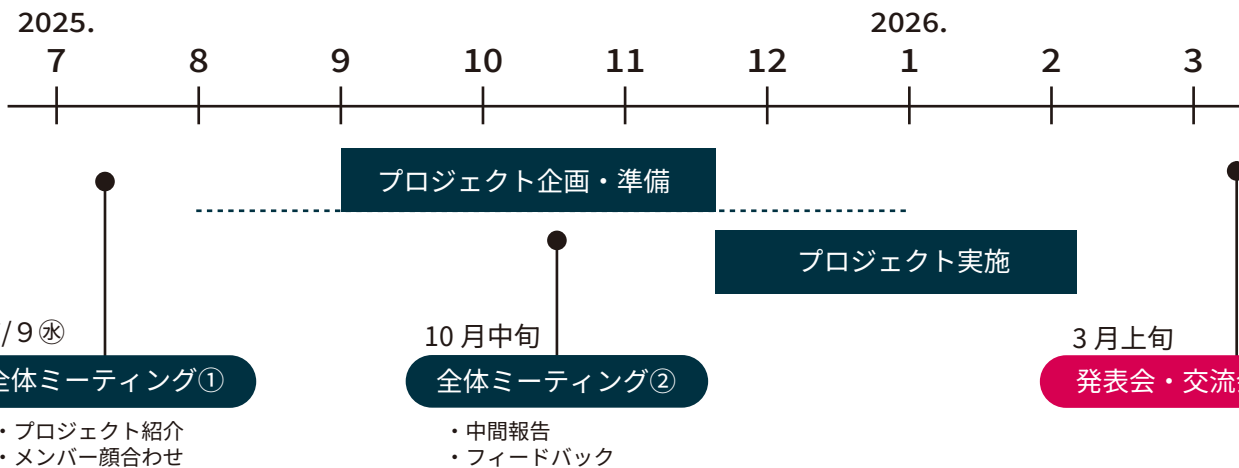 2025.
2026.
7 8 9 10 11 12 1 2 3
プロジェクト企画・準備
プロジェクト実施
/９㊌
全体ミーティング①
・プロジェクト紹介
・メンバー顔合わせ
10 月中旬
全体ミーティング②
・中間報告
・フィードバック
3 月上旬
発表会・交流会